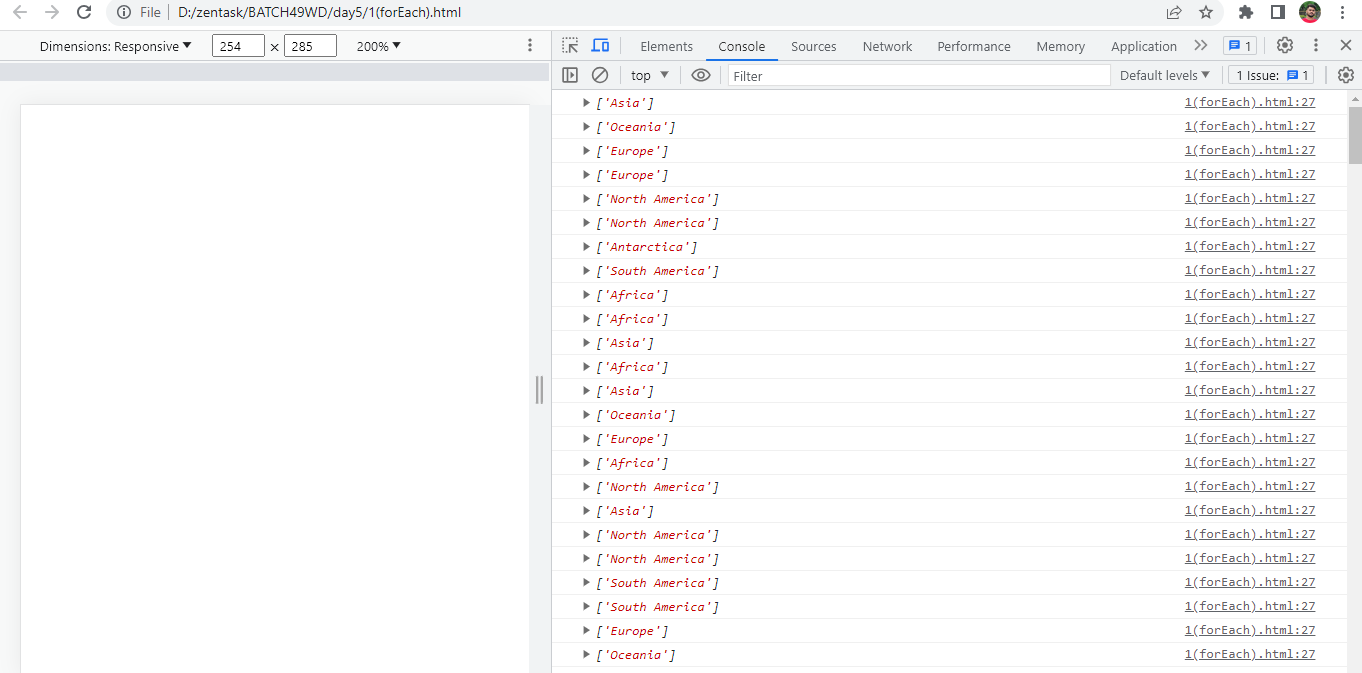 File D:/zentask/BATCH49WD/day5/1(forEach).html
Dimensions: Responsive 254 × 285 200%
Elements Console Sources Network Performance Memory Application 1
top Filter Default levels 1 Issue: 1
['Asia'] 1(forEach).html:27
['Oceania'] 1(forEach).html:27
['Europe'] 1(forEach).html:27
['Europe'] 1(forEach).html:27
['North America'] 1(forEach).html:27
['North America'] 1(forEach).html:27
['Antarctica'] 1(forEach).html:27
['South America'] 1(forEach).html:27
['Africa'] 1(forEach).html:27
['Africa'] 1(forEach).html:27
['Asia'] 1(forEach).html:27
['Africa'] 1(forEach).html:27
['Asia'] 1(forEach).html:27
['Oceania'] 1(forEach).html:27
['Europe'] 1(forEach).html:27
['Africa'] 1(forEach).html:27
['North America'] 1(forEach).html:27
['Asia'] 1(forEach).html:27
['North America'] 1(forEach).html:27
['North America'] 1(forEach).html:27
['South America'] 1(forEach).html:27
['South America'] 1(forEach).html:27
['Europe'] 1(forEach).html:27
['Oceania'] 1(forEach).html:27